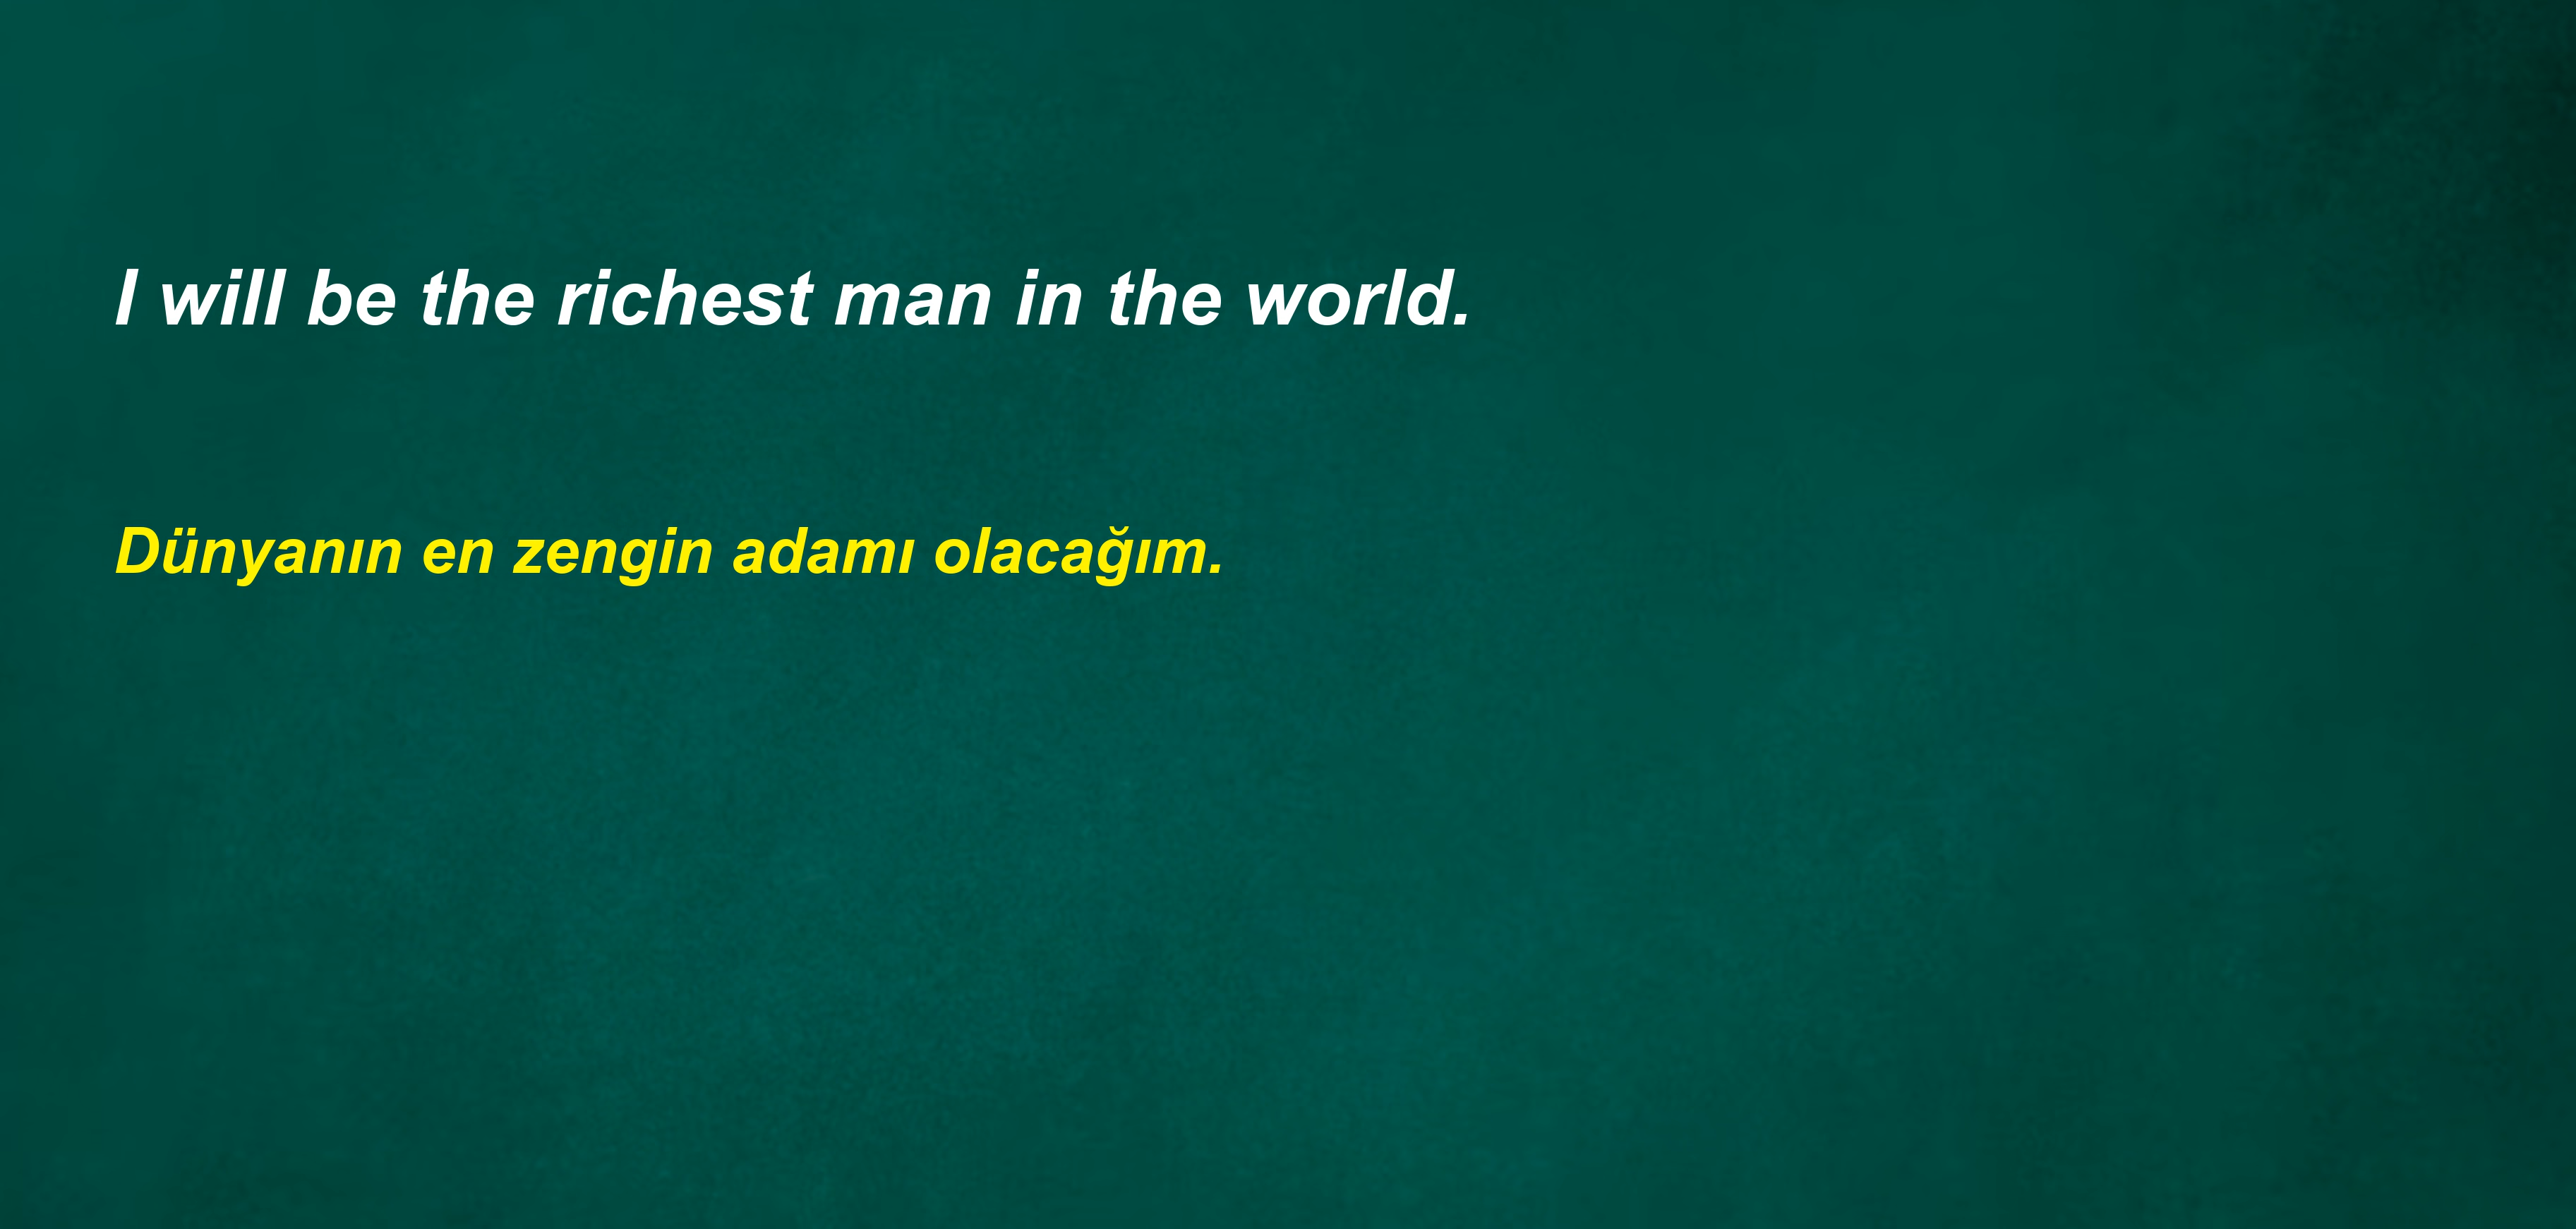 I will be the richest man in the world.
Dünyanın en zengin adamı olacağım.